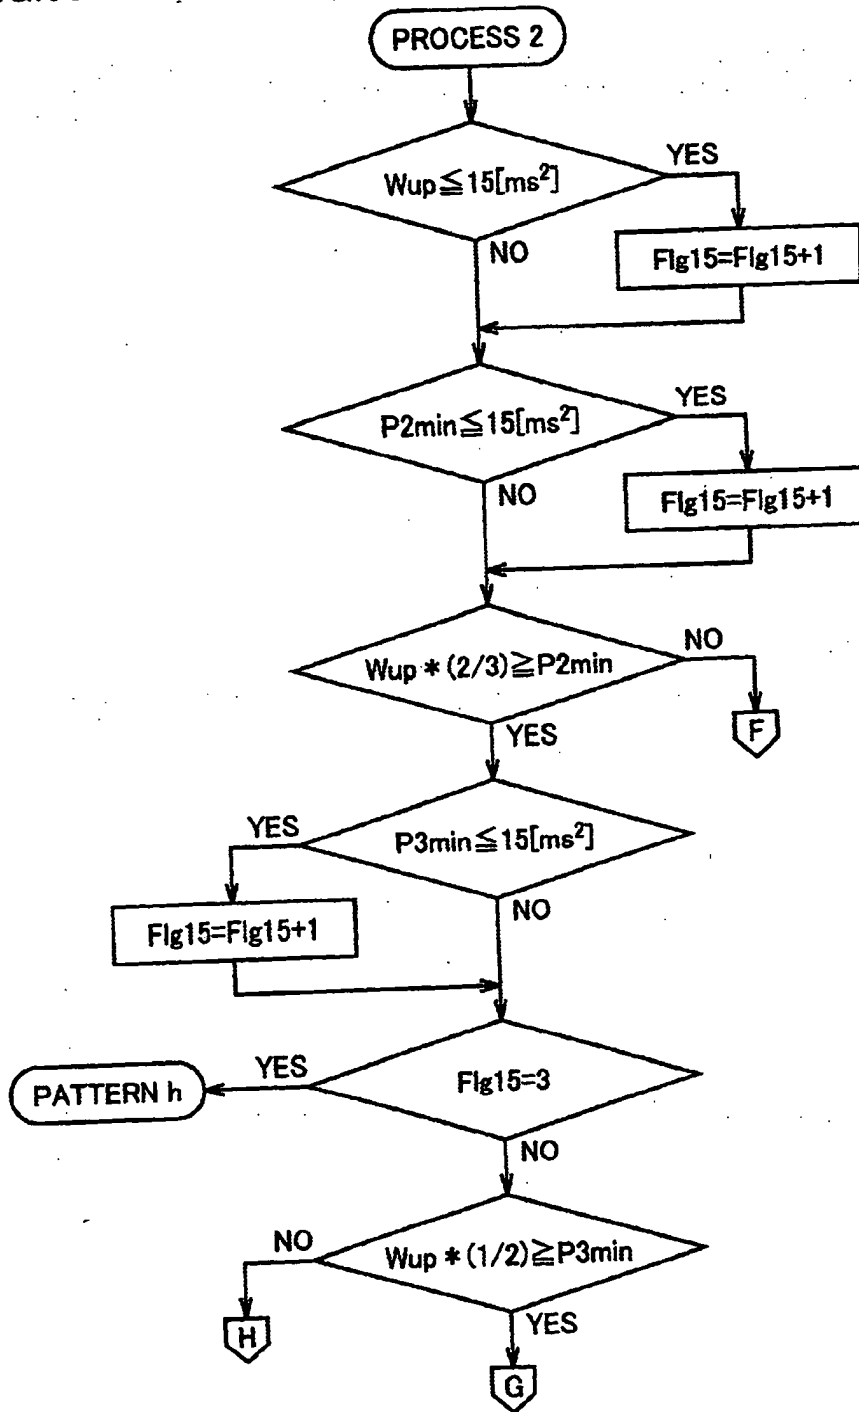 PROCESS 2
Wup≦15[ms²]
YES
NO
Flg15=Flg15+1
P2min≦15[ms²]
YES
NO
Flg15=Flg15+1
Wup*(2/3)≧P2min
NO
F
YES
P3min≦15[ms²]
YES
NO
Flg15=Flg15+1
Flg15=3
YES
PATTERN h
NO
Wup*(1/2)≧P3min
NO
H
YES
G